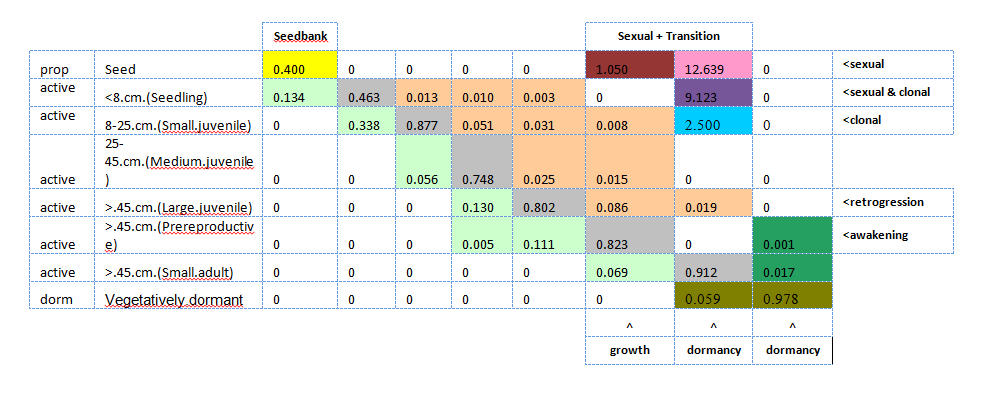 Seedbank Sexual + Transition
prop Seed 0.400 0 0 0 0 1.050 12.639 0 <sexual
active <8.cm.(Seedling) 0.134 0.463 0.013 0.010 0.003 0 9.123 0 <sexual & clonal
active 8-25.cm.(Small.juvenile) 0 0.338 0.877 0.051 0.031 0.008 2.500 0 <clonal
25-
45.cm.(Medium.juvenile
active ) 0 0 0.056 0.748 0.025 0.015 0 0
active >.45.cm.(Large.juvenile) 0 0 0 0.130 0.802 0.086 0.019 0 <retrogression
>.45.cm.(Prereproductiv
active e) 0 0 0 0.005 0.111 0.823 0 0.001 <awakening
active >.45.cm.(Small.adult) 0 0 0 0 0 0.069 0.912 0.017
dorm Vegetatively dormant 0 0 0 0 0 0 0.059 0.978
^ ^ ^
growth dormancy dormancy